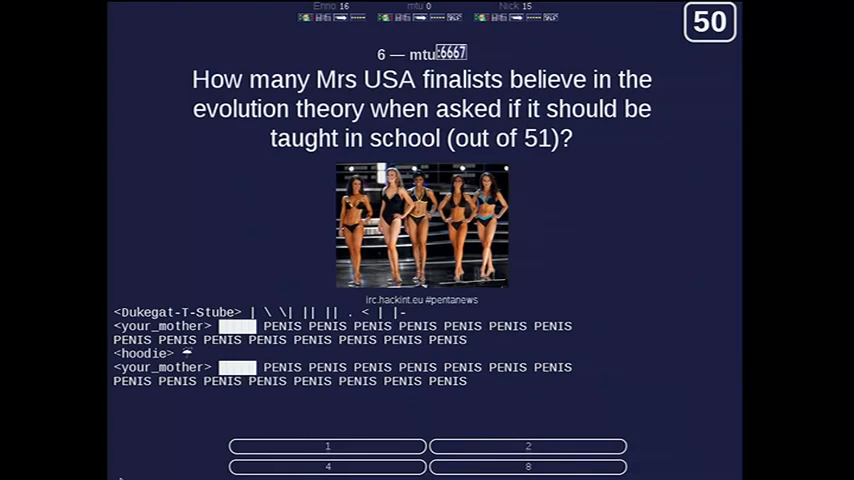 Enno 16
mtu 0
Nick 15
50
6 — mtu:6667
How many Mrs USA finalists believe in the
evolution theory when asked if it should be
taught in school (out of 51)?
irc.hackint.eu #pentanews
<Dukegat-T-Stube> | \ \| || || . < | |-
<your_mother> █████ PENIS PENIS PENIS PENIS PENIS PENIS PENIS
PENIS PENIS PENIS PENIS PENIS PENIS PENIS PENIS
<hoodie> ☔
<your_mother> █████ PENIS PENIS PENIS PENIS PENIS PENIS PENIS
PENIS PENIS PENIS PENIS PENIS PENIS PENIS PENIS
1
2
4
8